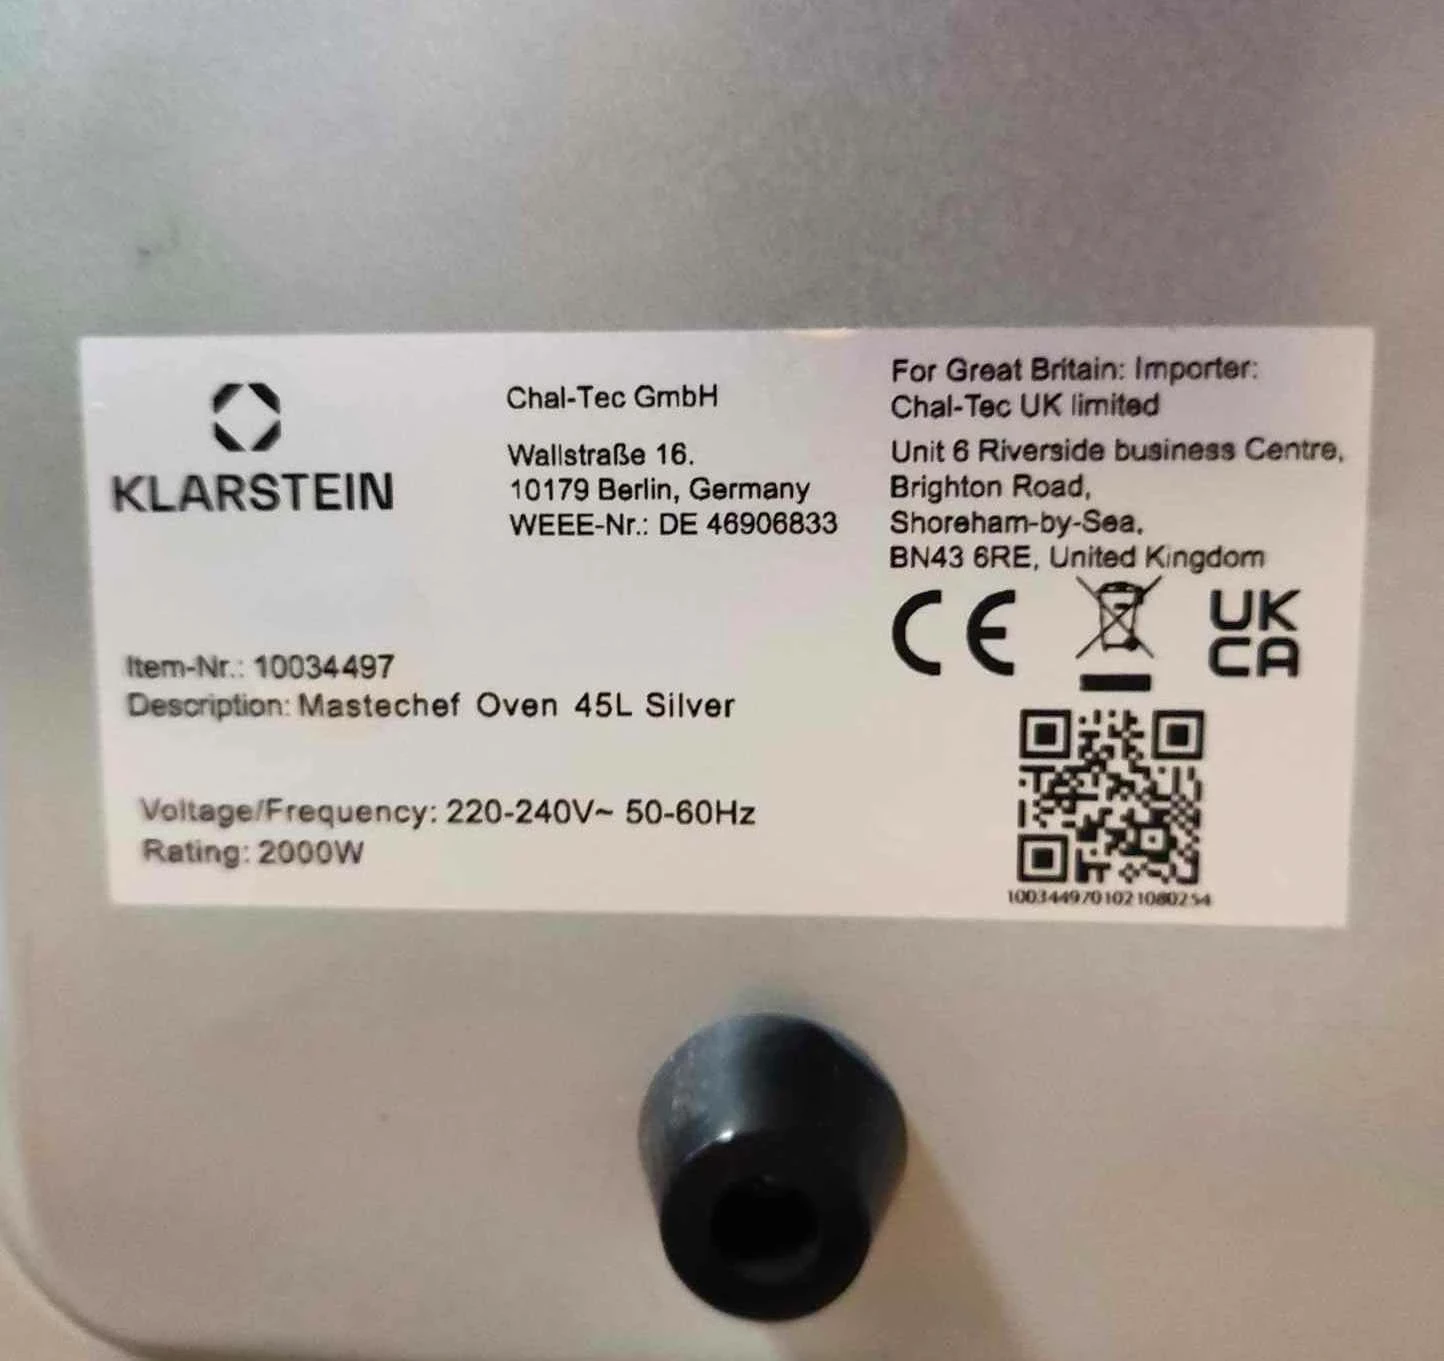 KLARSTEIN
Chal-Tec GmbH
Wallstraße 16.
10179 Berlin, Germany
WEEE-Nr.: DE 46906833
For Great Britain: Importer:
Chal-Tec UK limited
Unit 6 Riverside business Centre,
Brighton Road,
Shoreham-by-Sea,
BN43 6RE, United Kingdom
CE
UK
CA
Item-Nr.: 10034497
Description: Mastechef Oven 45L Silver
Voltage/Frequency: 220-240V~ 50-60Hz
Rating: 2000W
1003449701021080254